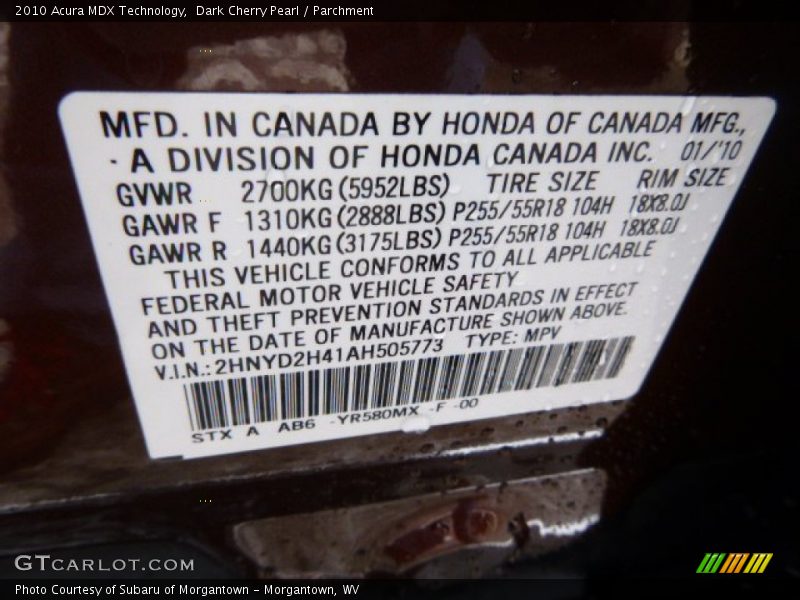 2010 Acura MDX Technology,  Dark Cherry Pearl / Parchment
MFD. IN CANADA BY HONDA OF CANADA MFG.,
A DIVISION OF HONDA CANADA INC. 01/'10
GVWR 2700KG (5952LBS) TIRE SIZE RIM SIZE
GAWR F 1310KG (2888LBS) P255/55R18 104H 18X8.0J
GAWR R 1440KG (3175LBS) P255/55R18 104H 18X8.0J
THIS VEHICLE CONFORMS TO ALL APPLICABLE
FEDERAL MOTOR VEHICLE SAFETY
AND THEFT PREVENTION STANDARDS IN EFFECT
ON THE DATE OF MANUFACTURE SHOWN ABOVE.
V.I.N.: 2HNYD2H41AH505773 TYPE: MPV
STX A AB6 -YR580MX -F -00
GTCARLOT.COM
Photo Courtesy of Subaru of Morgantown - Morgantown, WV